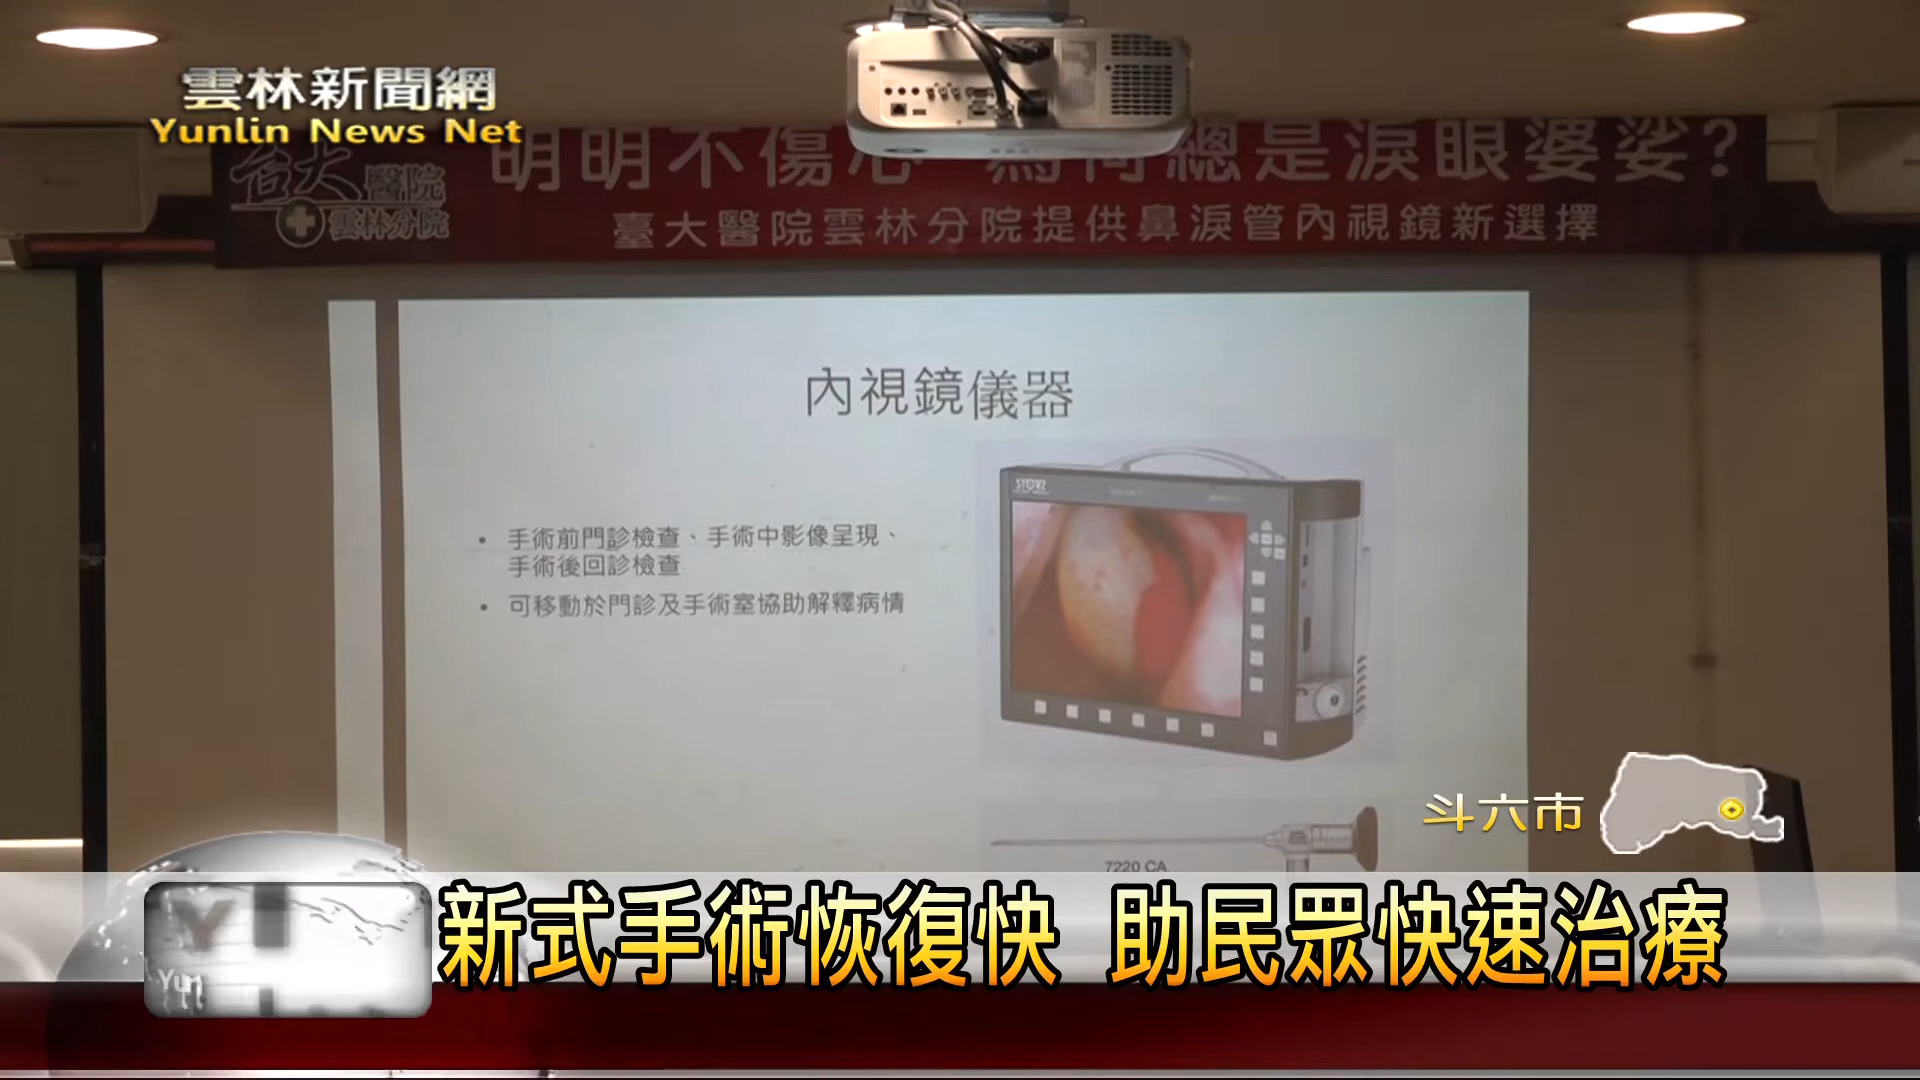 雲林新聞網
Yunlin News Net
明明不傷心 為何總是淚眼婆娑?
台大醫院
雲林分院
臺大醫院雲林分院提供鼻淚管內視鏡新選擇
內視鏡儀器
STORZ
• 手術前門診檢查、手術中影像呈現、
手術後回診檢查
• 可移動於門診及手術室協助解釋病情
7220 CA
斗六市
新式手術恢復快 助民眾快速治療
Y
Yun